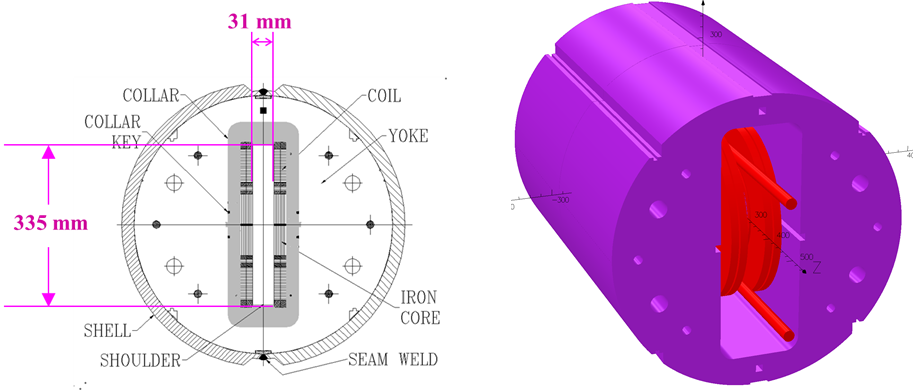 31 mm
COLLAR
COIL
COLLAR
KEY
YOKE
335 mm
IRON
CORE
SHELL
SHOULDER
SEAM WELD
300
-300
300
400
500
Z